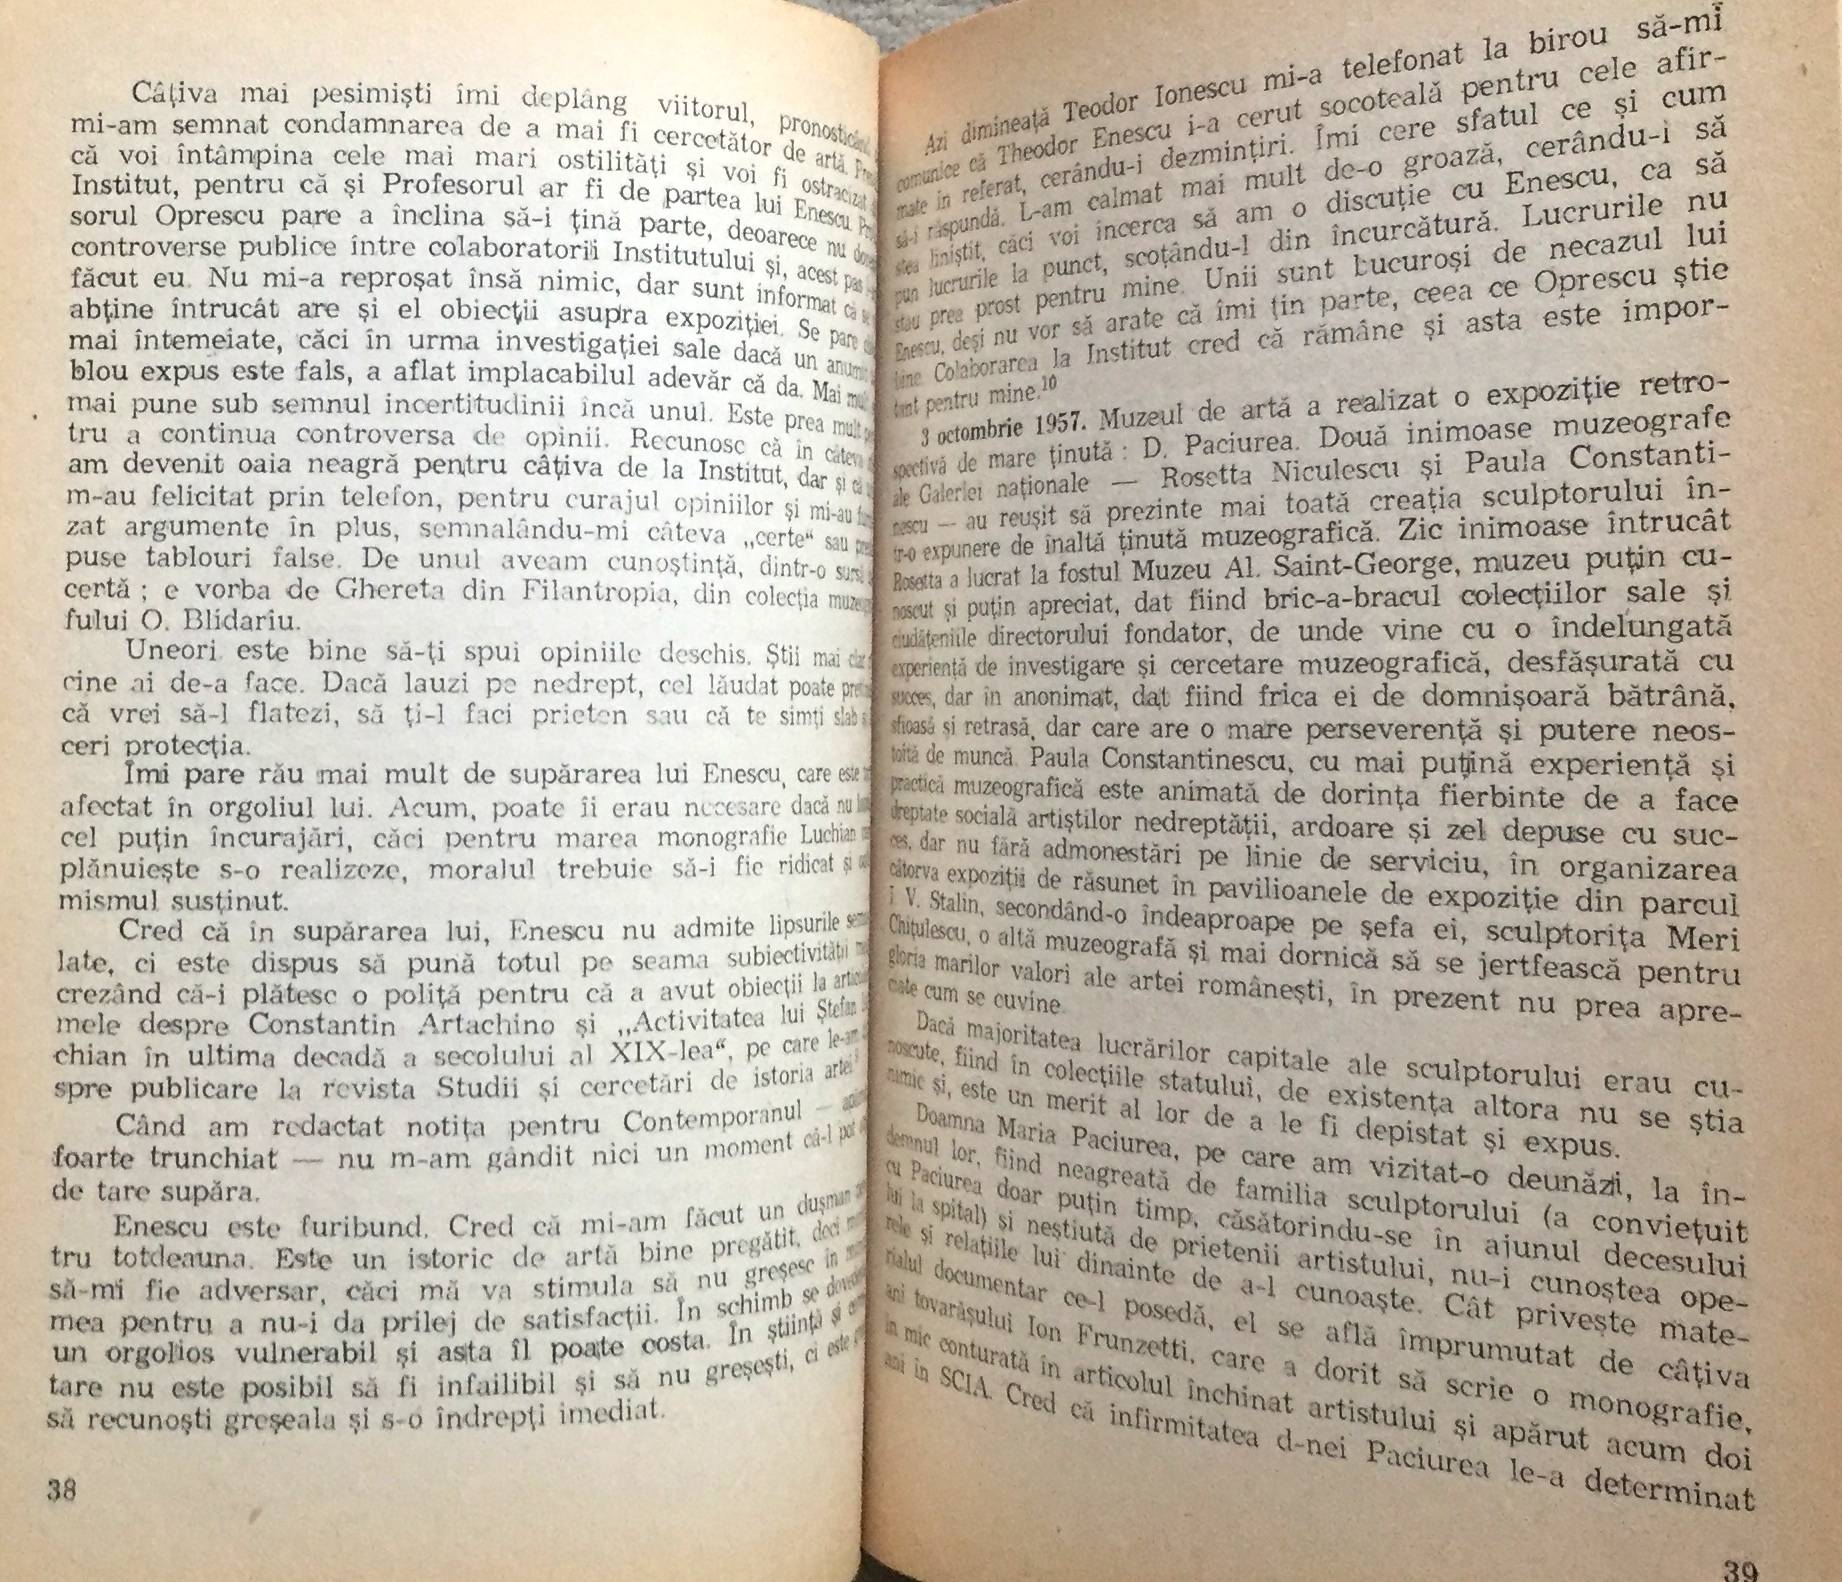 Câțiva mai pesimiști îmi deplâng viitorul, pronosticând
mi-am semnat condamnarea de a mai fi cercetător de artă.
că voi întâmpina cele mai mari ostilități și voi fi ostracizat
Institut, pentru că și Profesorul ar fi de partea lui Enescu.
sorul Oprescu pare a înclina să-i țină parte, deoarece nu
controverse publice între colaboratorii Institutului și, acest pas
făcut eu. Nu mi-a reproșat însă nimic, dar sunt informat că se
abține întrucât are și el obiecții asupra expoziției. Se pare
mai întemeiate, căci în urma investigației sale dacă un anumit
blou expus este fals, a aflat implacabilul adevăr că da. Mai mult
mai pune sub semnul incertitudinii încă unul. Este prea mult
tru a continua controversa de opinii. Recunosc că în câteva
am devenit oaia neagră pentru câțiva de la Institut, dar și că
m-au felicitat prin telefon, pentru curajul opiniilor și mi-au
zat argumente în plus, semnalându-mi câteva „certe“ sau
puse tablouri false. De unul aveam cunoștință, dintr-o sursă
certă ; e vorba de Ghereta din Filantropia, din colecția
fului O. Blidariu.
Uneori este bine să-ți spui opiniile deschis. Știi mai clar
cine ai de-a face. Dacă lauzi pe nedrept, cel lăudat poate
că vrei să-l flatezi, să ți-l faci prieten sau că te simți slab
ceri protecția.
Îmi pare rău mai mult de supărarea lui Enescu, care este
afectat în orgoliul lui. Acum, poate îi erau necesare dacă nu
cel puțin încurajări, căci pentru marea monografie Luchian
plănuiește s-o realizeze, moralul trebuie să-i fie ridicat și
mismul susținut.
Cred că în supărarea lui, Enescu nu admite lipsurile
late, ci este dispus să pună totul pe seama subiectivității
crezând că-i plătesc o poliță pentru că a avut obiecții la
mele despre Constantin Artachino și „Activitatea lui Ștefan
chian în ultima decadă a secolului al XIX-lea“, pe care le-am
spre publicare la revista Studii și cercetări de istoria artei
Când am redactat notița pentru Contemporanul —
foarte trunchiat — nu m-am gândit nici un moment că-l pot
de tare supăra.
Enescu este furibund. Cred că mi-am făcut un dușman
tru totdeauna. Este un istoric de artă bine pregătit, deci
să-mi fie adversar, căci mă va stimula să nu greșesc în
mea pentru a nu-i da prilej de satisfacții. În schimb se
un orgolios vulnerabil și asta îl poate costa. În știință și
tare nu este posibil să fi infailibil și să nu greșești, ci este
să recunoști greșeala și s-o îndrepți imediat.
38
Azi dimineață Teodor Ionescu mi-a telefonat la birou să-mi
comunice că Theodor Enescu i-a cerut socoteală pentru cele afir-
mate în referat, cerându-i dezmințiri. Îmi cere sfatul ce și cum
să-i răspundă. L-am calmat mai mult de-o groază, cerându-i să
stea liniștit, căci voi încerca să am o discuție cu Enescu, ca să
pun lucrurile la punct, scoțându-l din încurcătură. Lucrurile nu
stau prea prost pentru mine. Unii sunt bucuroși de necazul lui
Enescu, deși nu vor să arate că îmi țin parte, ceea ce Oprescu știe
bine. Colaborarea la Institut cred că rămâne și asta este impor-
tant pentru mine.10
3 octombrie 1957. Muzeul de artă a realizat o expoziție retro-
spectivă de mare ținută : D. Paciurea. Două inimoase muzeografe
ale Galeriei naționale — Rosetta Niculescu și Paula Constanti-
nescu — au reușit să prezinte mai toată creația sculptorului în-
tr-o expunere de înaltă ținută muzeografică. Zic inimoase întrucât
Rosetta a lucrat la fostul Muzeu Al. Saint-George, muzeu puțin cu-
noscut și puțin apreciat, dat fiind bric-a-bracul colecțiilor sale și
ciudățeniile directorului fondator, de unde vine cu o îndelungată
experiență de investigare și cercetare muzeografică, desfășurată cu
succes, dar în anonimat, dat fiind frica ei de domnișoară bătrână,
sfioasă și retrasă, dar care are o mare perseverență și putere neos-
toită de muncă. Paula Constantinescu, cu mai puțină experiență și
practică muzeografică este animată de dorința fierbinte de a face
dreptate socială artiștilor nedreptății, ardoare și zel depuse cu suc-
ces, dar nu fără admonestări pe linie de serviciu, în organizarea
câtorva expoziții de răsunet în pavilioanele de expoziție din parcul
I. V. Stalin, secondând-o îndeaproape pe șefa ei, sculptorița Meri
Chițulescu, o altă muzeografă și mai dornică să se jertfească pentru
gloria marilor valori ale artei românești, în prezent nu prea apre-
ciate cum se cuvine.
Dacă majoritatea lucrărilor capitale ale sculptorului erau cu-
noscute, fiind în colecțiile statului, de existența altora nu se știa
nimic și, este un merit al lor de a le fi depistat și expus.
Doamna Maria Paciurea, pe care am vizitat-o deunăzi, la în-
demnul lor, fiind neagreată de familia sculptorului (a conviețuit
cu Paciurea doar puțin timp, căsătorindu-se în ajunul decesului
lui la spital) și neștiută de prietenii artistului, nu-i cunoștea ope-
rele și relațiile lui dinainte de a-l cunoaște. Cât privește mate-
rialul documentar ce-l posedă, el se află împrumutat de câțiva
ani tovarășului Ion Frunzetti, care a dorit să scrie o monografie,
în mic conturată în articolul închinat artistului și apărut acum doi
ani în SCIA. Cred că infirmitatea d-nei Paciurea le-a determinat
39